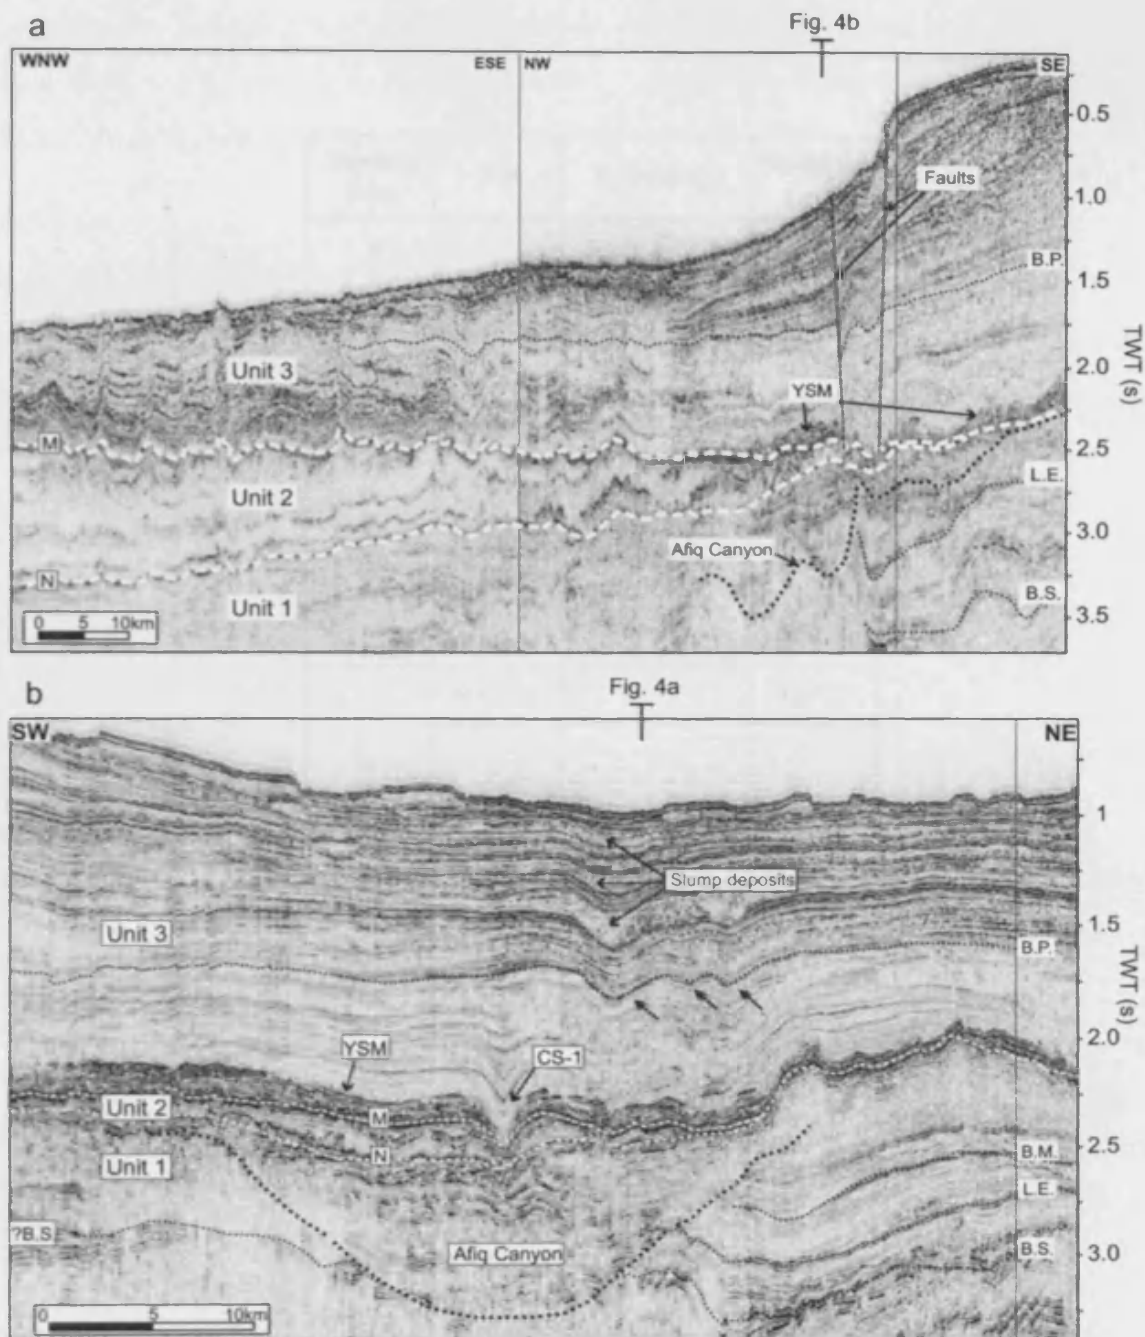 a
Fig. 4b
WNW
ESE
NW
SE
0.5
Faults
1.0
B.P.
1.5
TWT (s)
Unit 3
2.0
YSM
M
2.5
Unit 2
L.E.
3.0
Afiq Canyon
N
Unit 1
B.S.
3.5
0 5 10km
b
Fig. 4a
SW
NE
1
Slump deposits
Unit 3
1.5
B.P.
TWT (s)
2.0
YSM
CS-1
Unit 2
M
N
2.5
Unit 1
B.M.
L.E.
?B.S.
Afiq Canyon
B.S.
3.0
0 5 10km